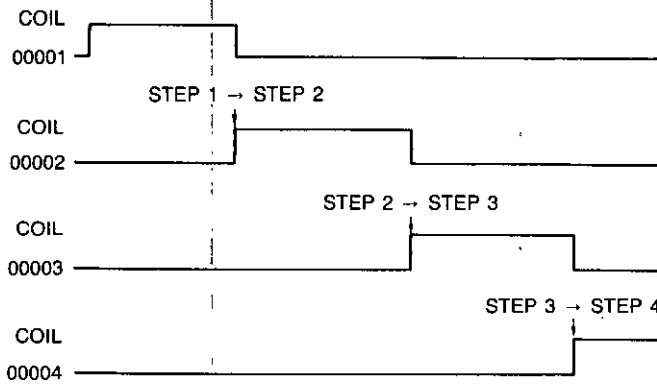 COIL
00001
STEP 1 → STEP 2
COIL
00002
STEP 2 → STEP 3
COIL
00003
STEP 3 → STEP 4
COIL
00004